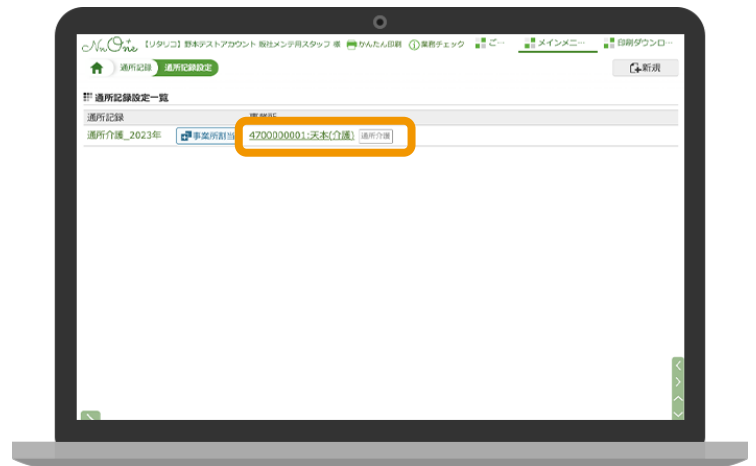 NuOne 【リタリコ】野本テストアカウント 販社メンテ用スタッフ 様 かんたん印刷 業務チェック ご… メインメニ… 印刷ダウンロ…
通所記録 通所記録設定 新規
通所記録設定一覧
通所記録
通所介護_2023年 事業所割当 4700000001:天本(介護) 通所介護